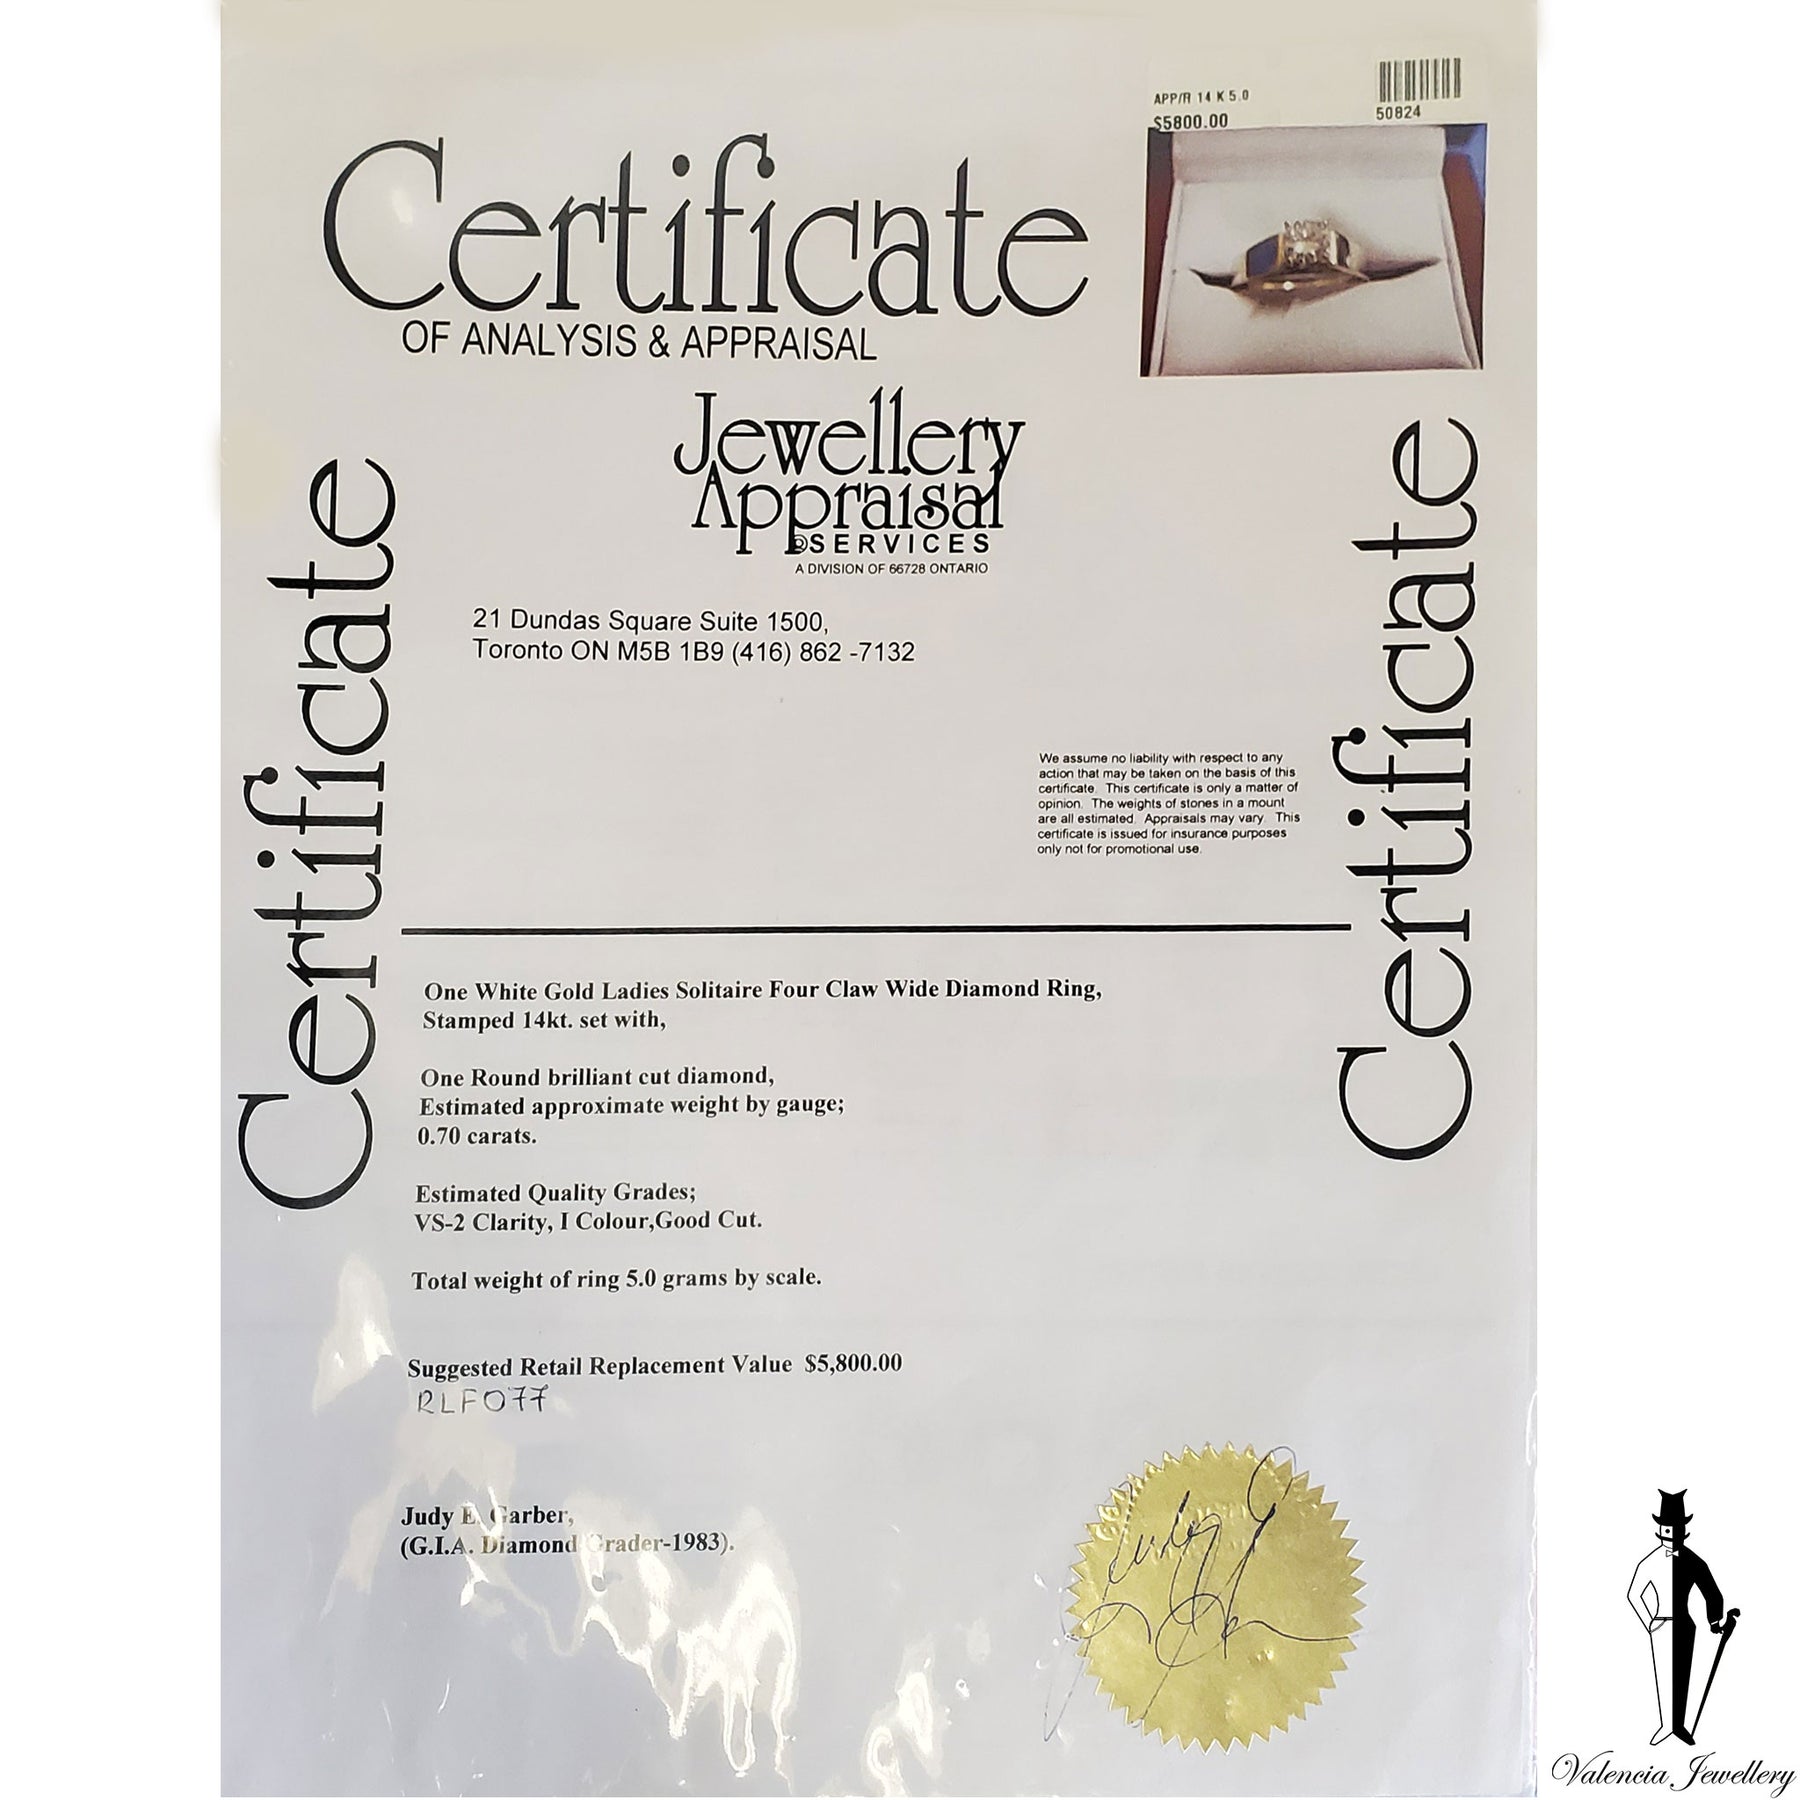 APP/R 14 K 5.0
$5800.00
50824
Certificate
OF ANALYSIS & APPRAISAL
Jewellery
Appraisal
SERVICES
A DIVISION OF 66728 ONTARIO
21 Dundas Square Suite 1500,
Toronto ON M5B 1B9 (416) 862 -7132
Certificate
Certificate
We assume no liability with respect to any
action that may be taken on the basis of this
certificate. This certificate is only a matter of
opinion. The weights of stones in a mount
are all estimated. Appraisals may vary. This
certificate is issued for insurance purposes
only not for promotional use.
One White Gold Ladies Solitaire Four Claw Wide Diamond Ring,
Stamped 14kt. set with,
One Round brilliant cut diamond,
Estimated approximate weight by gauge;
0.70 carats.
Estimated Quality Grades;
VS-2 Clarity, I Colour,Good Cut.
Total weight of ring 5.0 grams by scale.
Suggested Retail Replacement Value $5,800.00
RLF077
Judy E. Garber,
(G.I.A. Diamond Grader-1983).
Valencia Jewellery